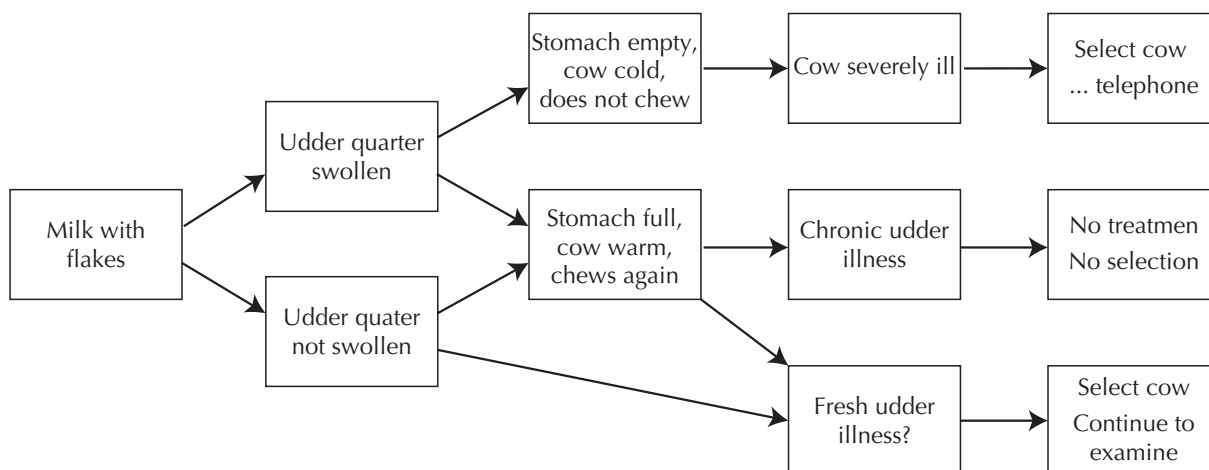 Milk with
flakes
Udder quarter
swollen
Udder quater
not swollen
Stomach empty,
cow cold,
does not chew
Stomach full,
cow warm,
chews again
Cow severely ill
Chronic udder
illness
Fresh udder
illness?
Select cow
... telephone
No treatmen
No selection
Select cow
Continue to
examine